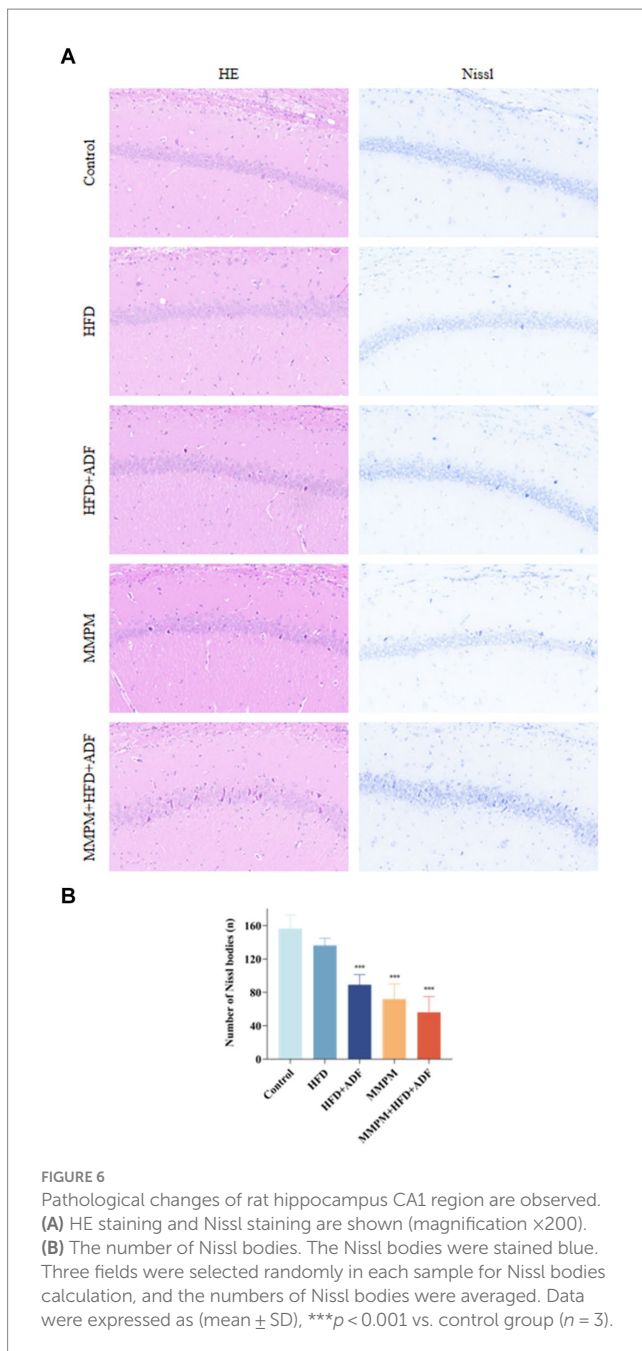 A
HE Nissl
Control
HFD
HFD+ADF
MMPM
MMPM+HFD+ADF
B
Number of Nissl bodies (n)
160
120
80
40
0
***
***
***
Control
HFD
HFD+ADF
MMPM
MMPM+HFD+ADF
FIGURE 6
Pathological changes of rat hippocampus CA1 region are observed.
(A) HE staining and Nissl staining are shown (magnification ×200).
(B) The number of Nissl bodies. The Nissl bodies were stained blue.
Three fields were selected randomly in each sample for Nissl bodies
calculation, and the numbers of Nissl bodies were averaged. Data
were expressed as (mean ± SD), ***p < 0.001 vs. control group (n = 3).